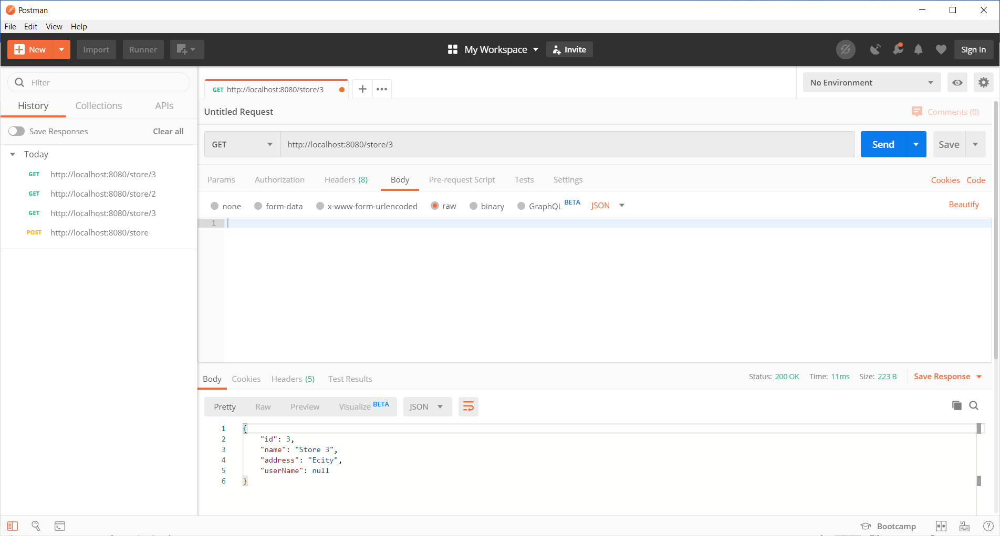 Postman
File Edit View Help
New Import Runner My Workspace Invite Sign In
Filter
History Collections APIs
Save Responses Clear all
Today
GET http://localhost:8080/store/3
GET http://localhost:8080/store/2
GET http://localhost:8080/store/3
POST http://localhost:8080/store
GET http://localhost:8080/store/3
No Environment
Untitled Request
Comments (0)
GET http://localhost:8080/store/3 Send Save
Params Authorization Headers (8) Body Pre-request Script Tests Settings Cookies Code
none form-data x-www-form-urlencoded raw binary GraphQL BETA JSON Beautify
1
Body Cookies Headers (5) Test Results Status: 200 OK Time: 11ms Size: 223 B Save Response
Pretty Raw Preview Visualize BETA JSON
1 {
2 "id": 3,
3 "name": "Store 3",
4 "address": "Ecity",
5 "userName": null
6 }
Bootcamp